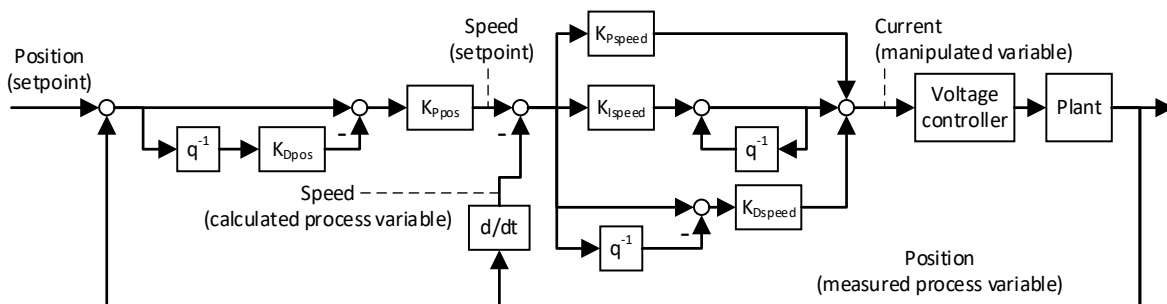 Position
(setpoint)
q⁻¹
K_Dpos
-
K_Ppos
Speed
(setpoint)
-
Speed
(calculated process variable)
d/dt
K_Pspeed
K_Ispeed
q⁻¹
K_Dspeed
-
q⁻¹
Current
(manipulated variable)
Voltage
controller
Plant
Position
(measured process variable)